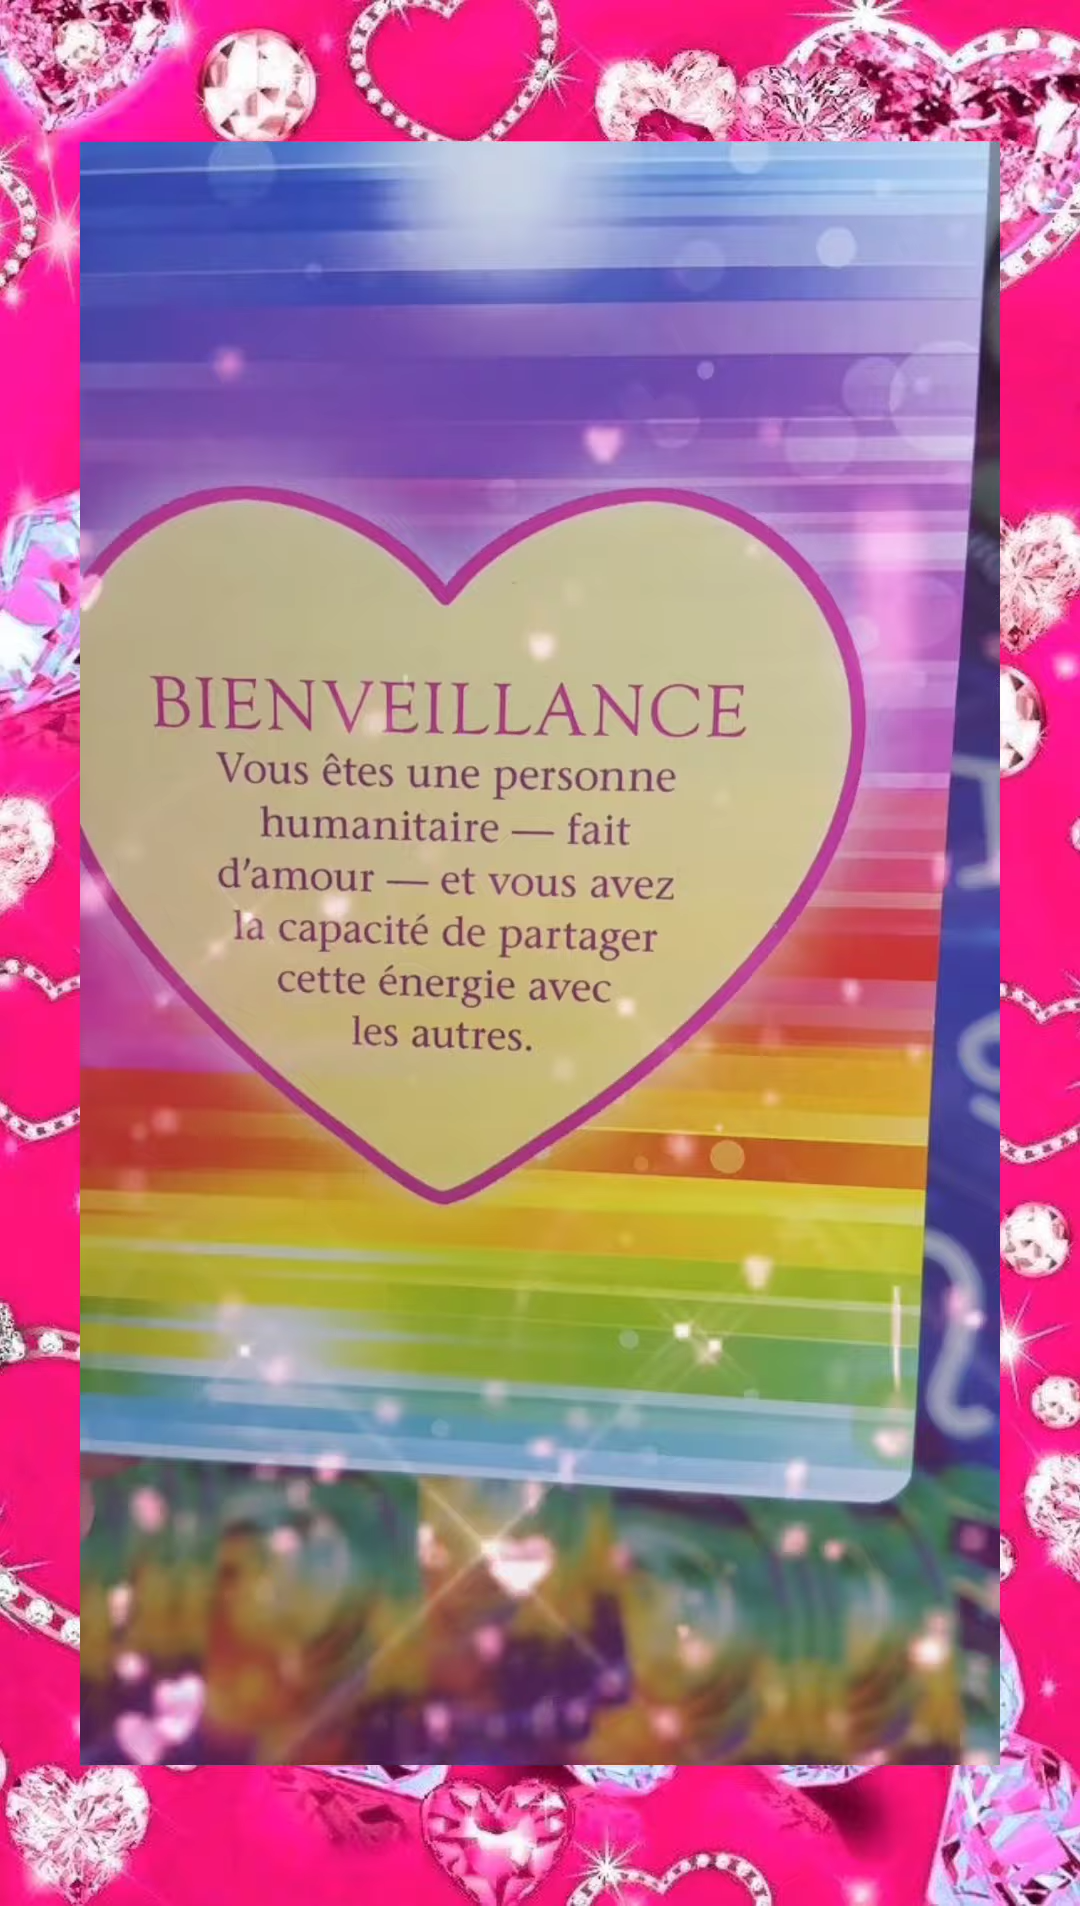 BIENVEILLANCE
Vous êtes une personne
humanitaire — fait
d'amour — et vous avez
la capacité de partager
cette énergie avec
les autres.